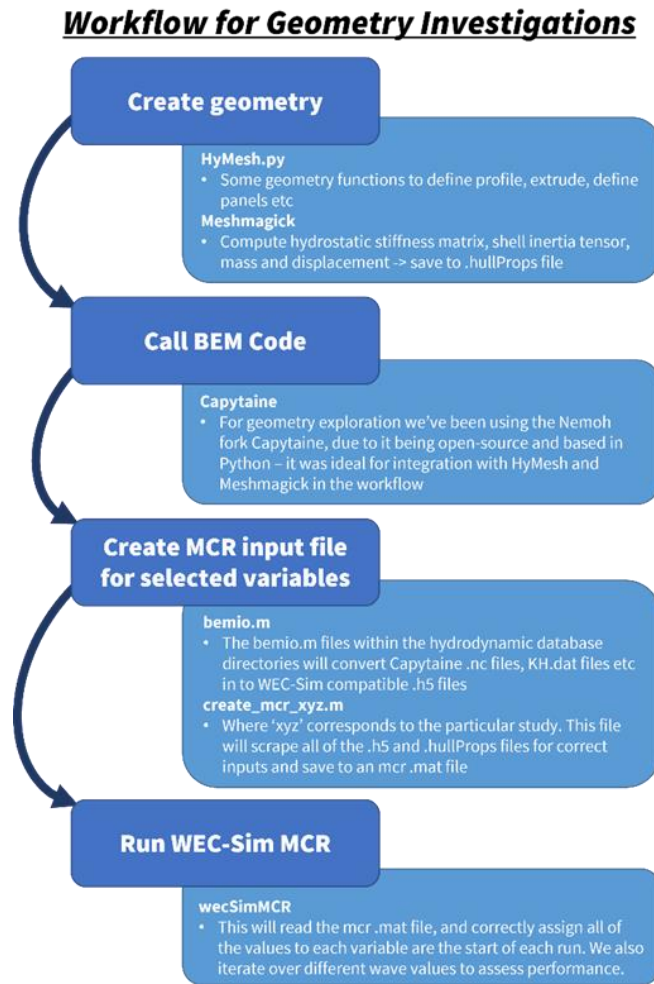 Workflow for Geometry Investigations
Create geometry
HyMesh.py
• Some geometry functions to define profile, extrude, define
panels etc
Meshmagick
• Compute hydrostatic stiffness matrix, shell inertia tensor,
mass and displacement -> save to .hullProps file
Call BEM Code
Capytaine
• For geometry exploration we've been using the Nemoh
fork Capytaine, due to it being open-source and based in
Python – it was ideal for integration with HyMesh and
Meshmagick in the workflow
Create MCR input file
for selected variables
bemio.m
• The bemio.m files within the hydrodynamic database
directories will convert Capytaine .nc files, KH.dat files etc
in to WEC-Sim compatible .h5 files
create_mcr_xyz.m
• Where 'xyz' corresponds to the particular study. This file
will scrape all of the .h5 and .hullProps files for correct
inputs and save to an mcr .mat file
Run WEC-Sim MCR
wecSimMCR
• This will read the mcr .mat file, and correctly assign all of
the values to each variable are the start of each run. We also
iterate over different wave values to assess performance.